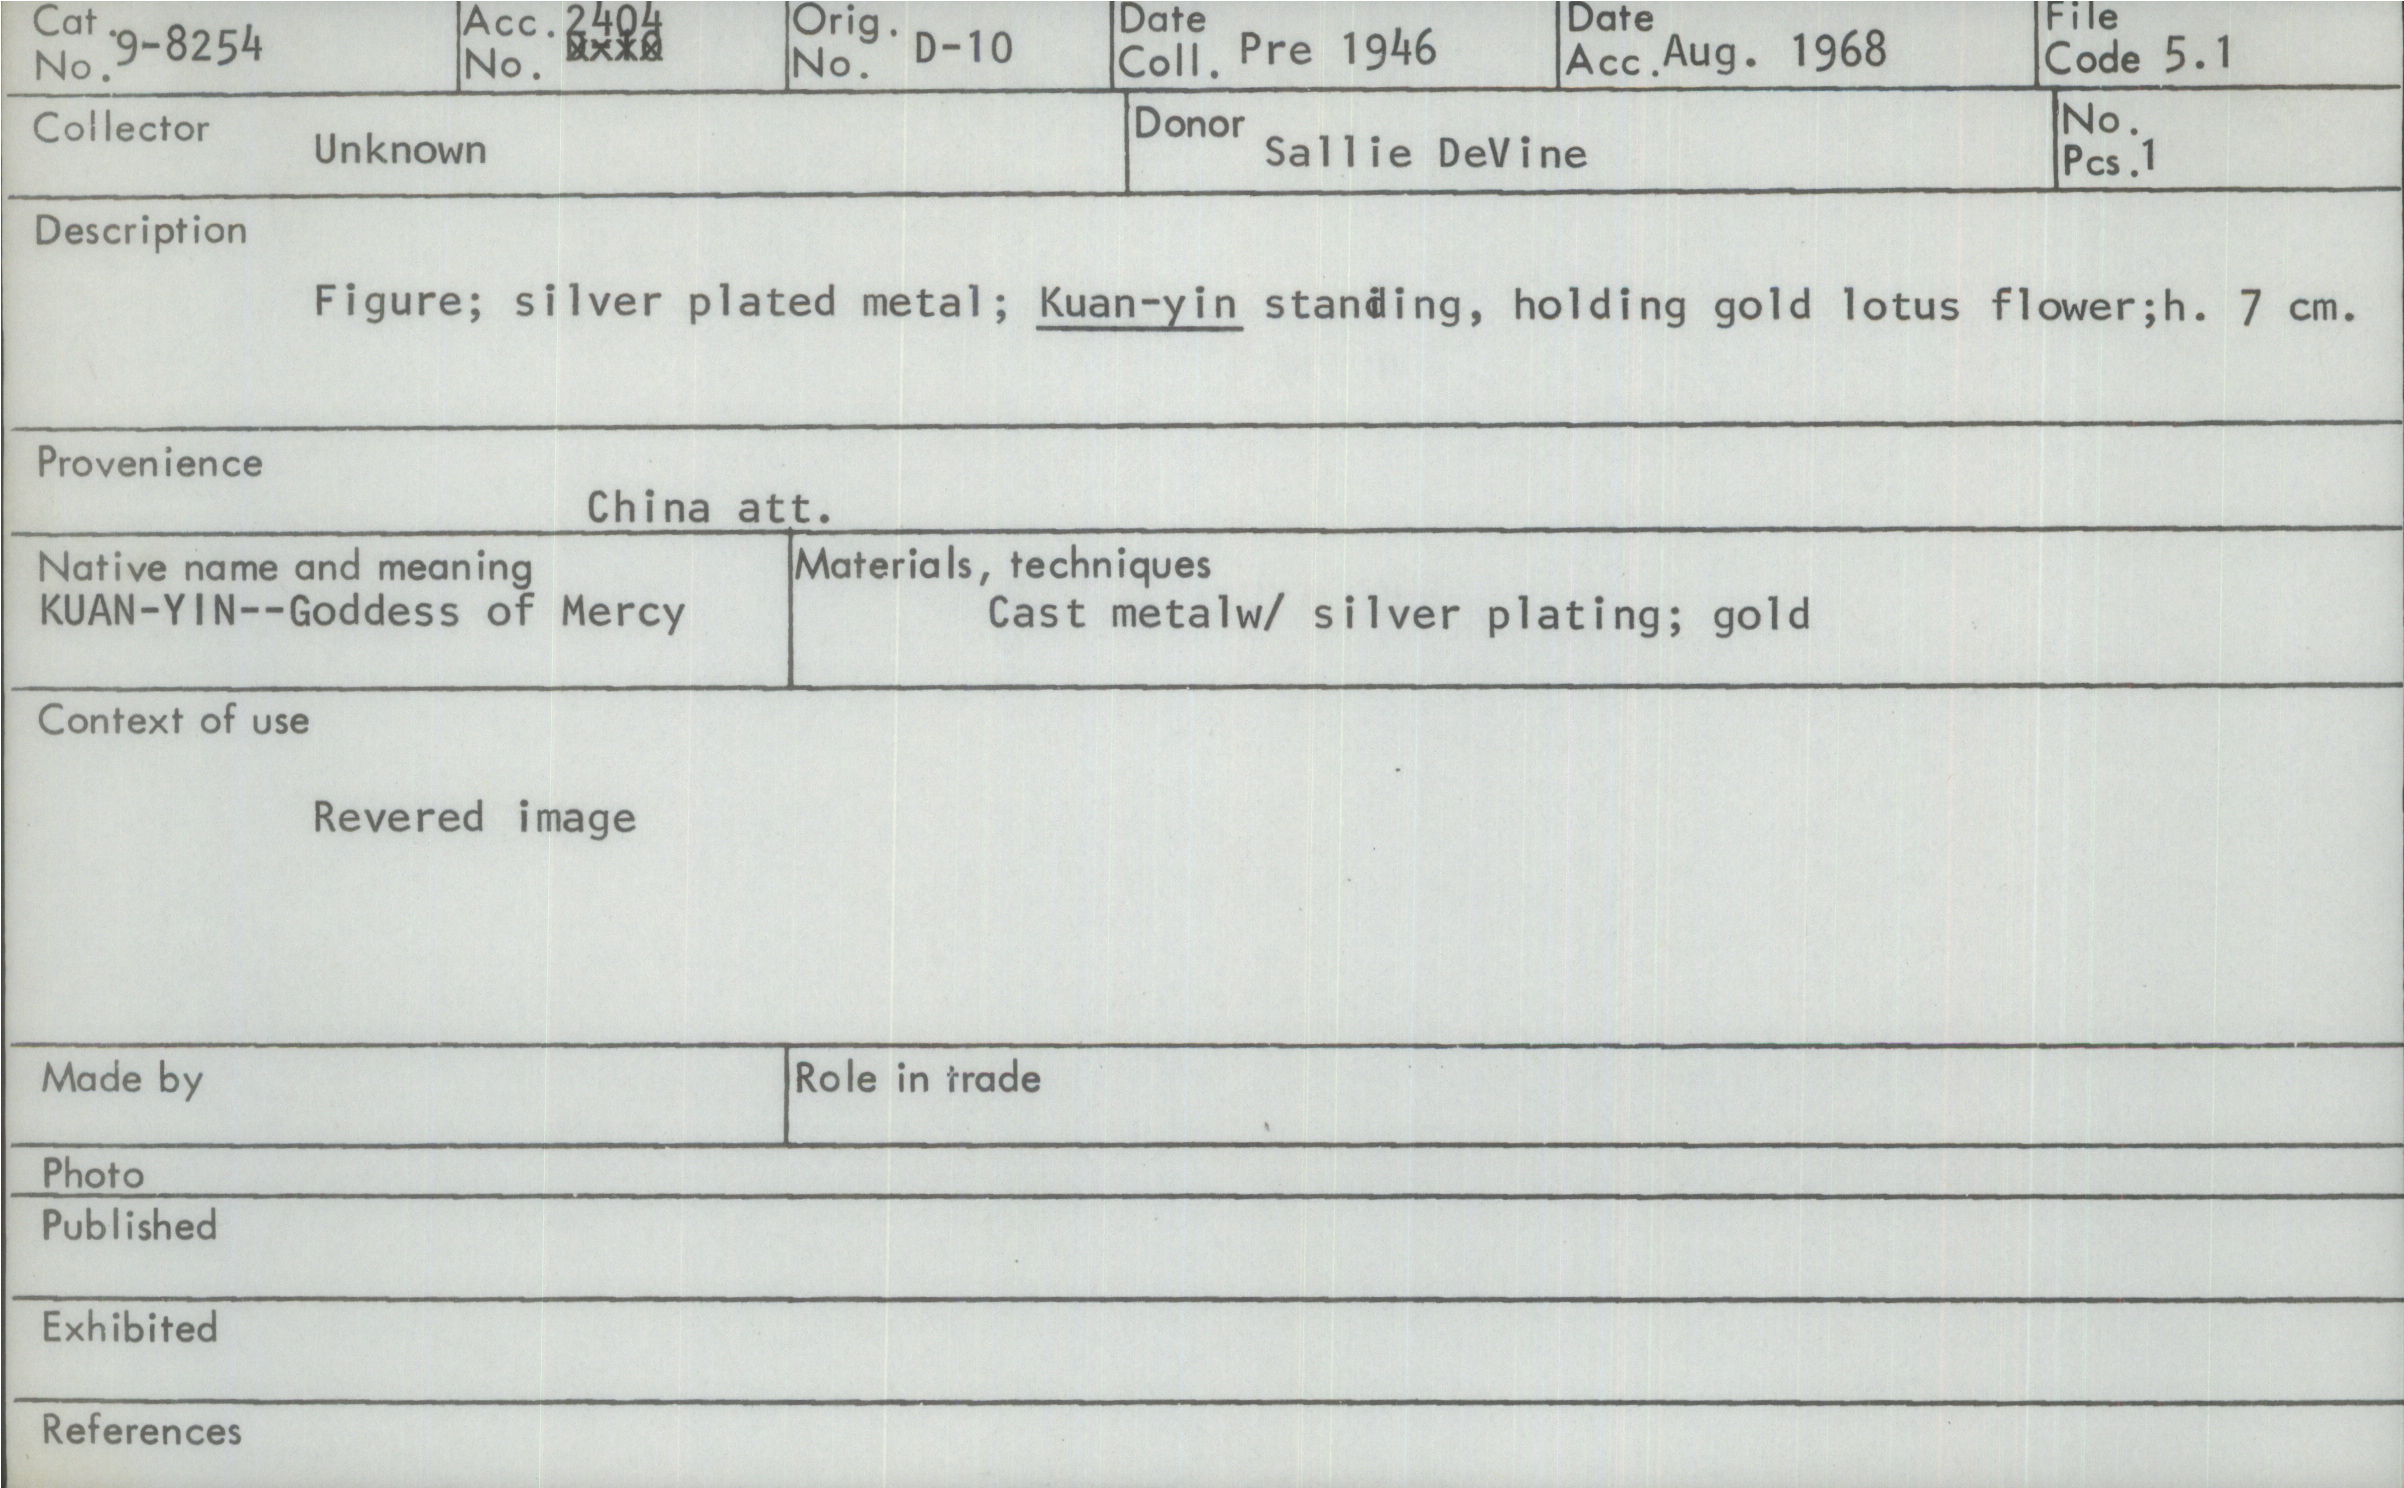 Cat. No. 9-8254 Acc. No. 2404 Orig. No. D-10 Date Coll. Pre 1946 Date Acc. Aug. 1968 File Code 5.1
Collector Unknown Donor Sallie DeVine No. Pcs. 1
Description
Figure; silver plated metal; Kuan-yin standing, holding gold lotus flower;h. 7 cm.
Provenience
China att.
Native name and meaning
KUAN-YIN--Goddess of Mercy
Materials, techniques
Cast metalw/ silver plating; gold
Context of use
Revered image
Made by
Role in trade
Photo
Published
Exhibited
References